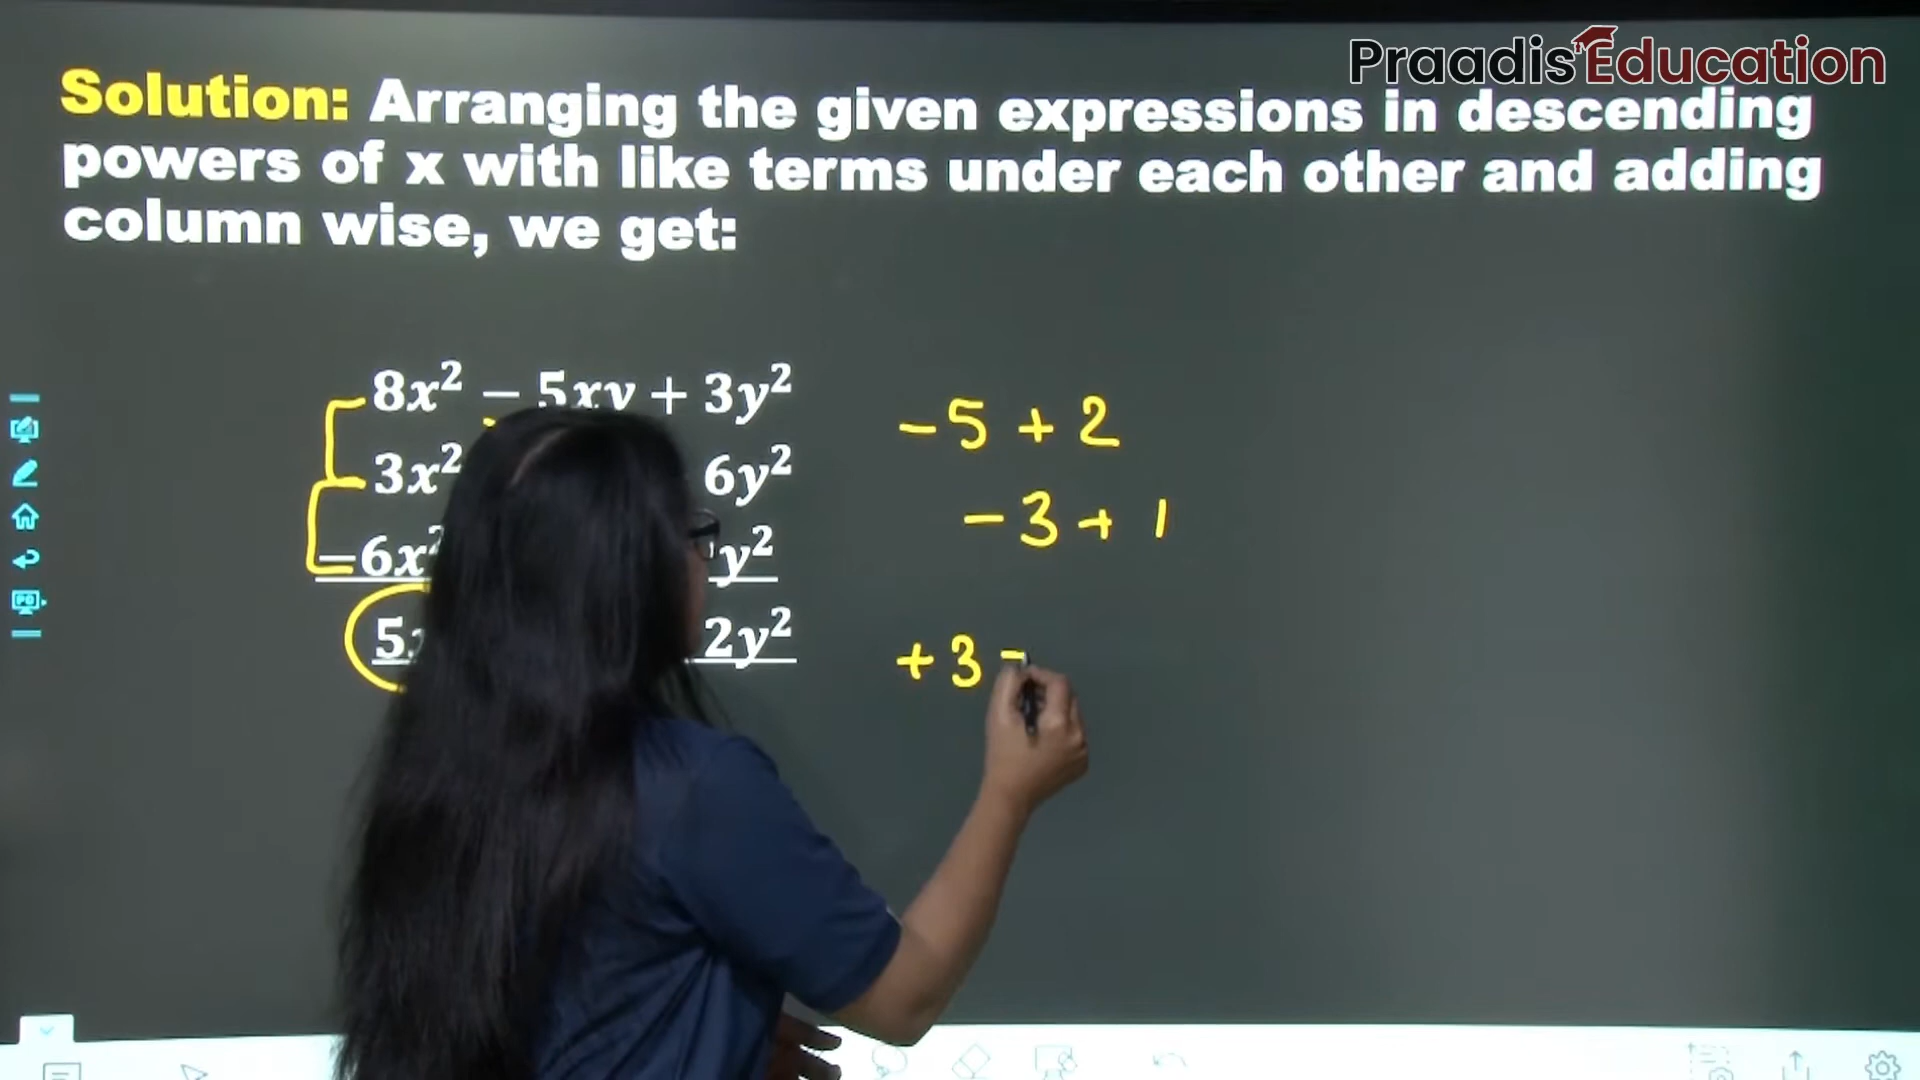 Praadis Education
Solution: Arranging the given expressions in descending
powers of x with like terms under each other and adding
column wise, we get:
8x² − 5xy + 3y²
3x² 6y²
−6x² y²
5x 2y²
-5 + 2
-3 + 1
+3 -